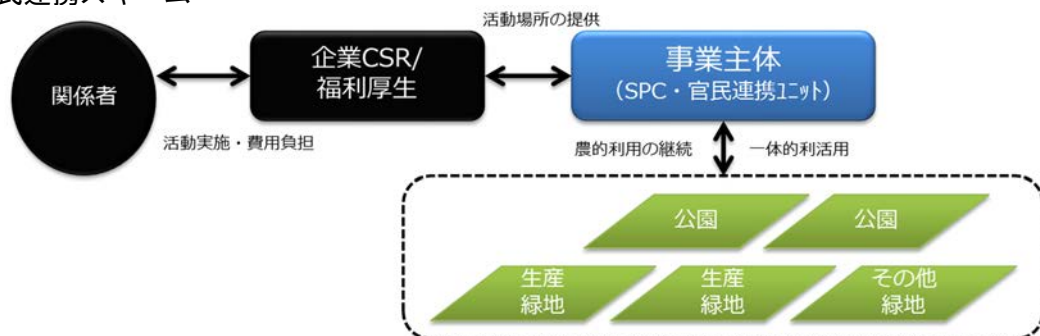 民連携スキーム
活動場所の提供
関係者
企業CSR/
福利厚生
事業主体
(SPC・官民連携ﾕﾆｯﾄ)
活動実施・費用負担
農的利用の継続
一体的利活用
公園
公園
生産
緑地
生産
緑地
その他
緑地